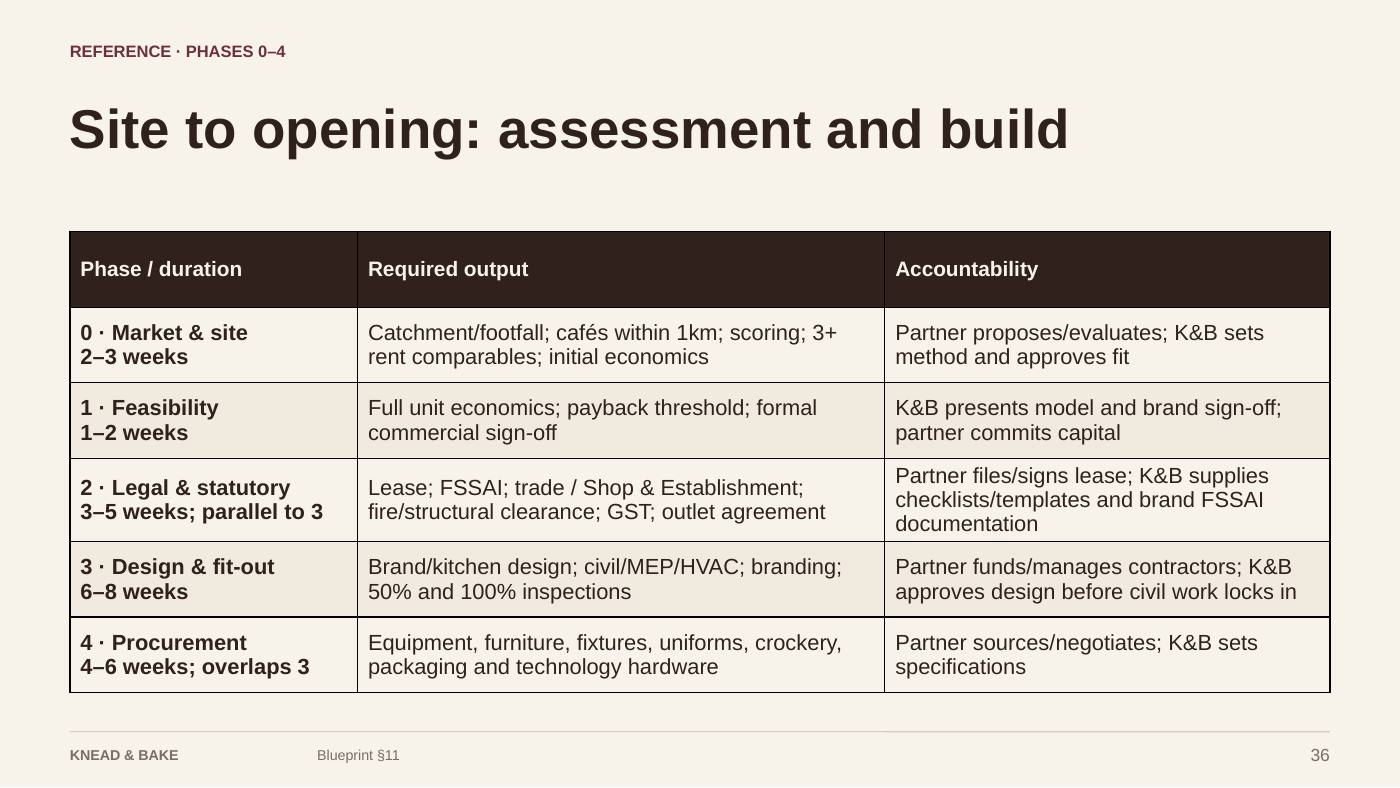 REFERENCE · PHASES 0–4
Site to opening: assessment and build
Phase / duration
Required output
Accountability
0 · Market & site
2–3 weeks
Catchment/footfall; cafés within 1km; scoring; 3+
rent comparables; initial economics
Partner proposes/evaluates; K&B sets
method and approves fit
1 · Feasibility
1–2 weeks
Full unit economics; payback threshold; formal
commercial sign-off
K&B presents model and brand sign-off;
partner commits capital
2 · Legal & statutory
3–5 weeks; parallel to 3
Lease; FSSAI; trade / Shop & Establishment;
fire/structural clearance; GST; outlet agreement
Partner files/signs lease; K&B supplies
checklists/templates and brand FSSAI
documentation
3 · Design & fit-out
6–8 weeks
Brand/kitchen design; civil/MEP/HVAC; branding;
50% and 100% inspections
Partner funds/manages contractors; K&B
approves design before civil work locks in
4 · Procurement
4–6 weeks; overlaps 3
Equipment, furniture, fixtures, uniforms, crockery,
packaging and technology hardware
Partner sources/negotiates; K&B sets
specifications
KNEAD & BAKE
Blueprint §11
36